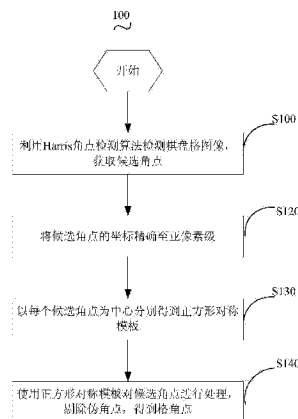 100
开始
S100
利用Harris角点检测算法检测棋盘格图像，
获取候选角点
S120
将候选角点的坐标精确至亚像素级
S130
以每个候选角点为中心分别得到正方形对称
模板
S140
使用正方形对称模板对候选角点进行处理，
剔除伪角点，得到格角点